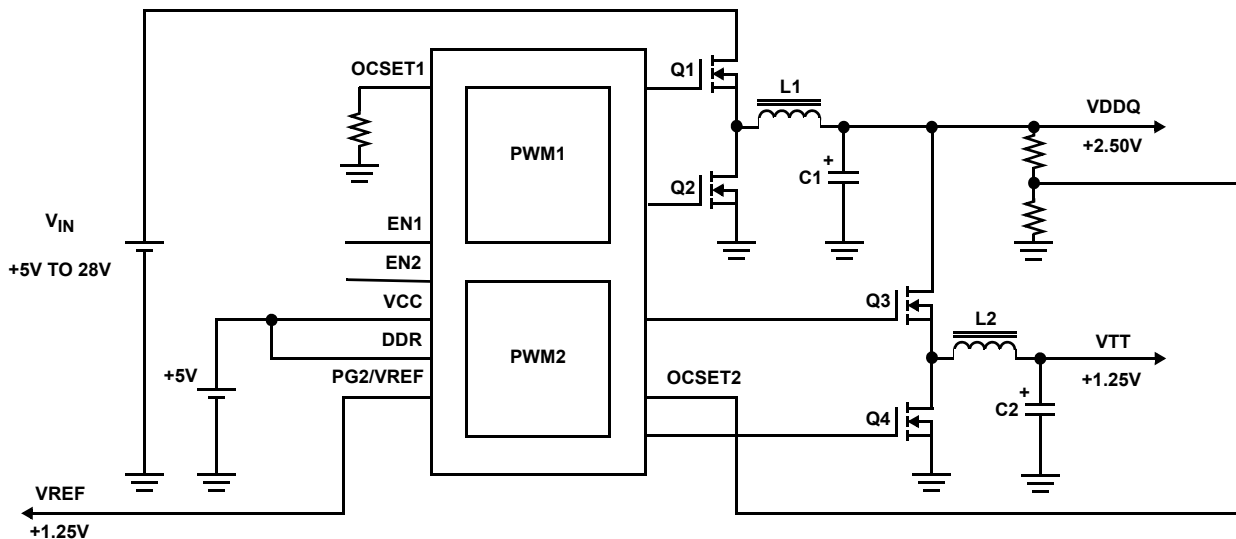 OCSET1
Q1
L1
VDDQ
+2.50V
PWM1
+
C1
Q2
VIN
+5V TO 28V
EN1
EN2
VCC
DDR
PG2/VREF
+5V
PWM2
OCSET2
Q3
L2
VTT
+1.25V
+
C2
Q4
VREF
+1.25V